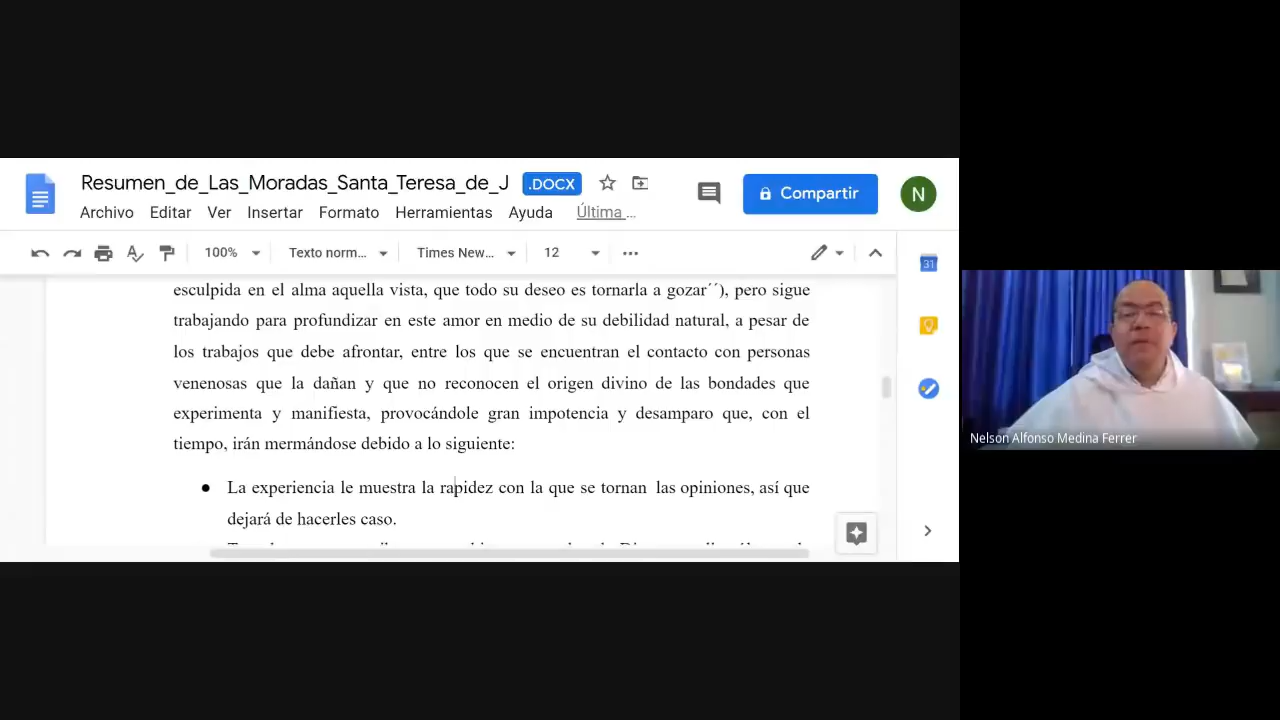 Resumen_de_Las_Moradas_Santa_Teresa_de_J .DOCX
Archivo Editar Ver Insertar Formato Herramientas Ayuda Última ...
Compartir
N
100% Texto norm... Times New... 12
31
esculpida en el alma aquella vista, que todo su deseo es tornarla a gozar´´), pero sigue
trabajando para profundizar en este amor en medio de su debilidad natural, a pesar de
los trabajos que debe afrontar, entre los que se encuentran el contacto con personas
venenosas que la dañan y que no reconocen el origen divino de las bondades que
experimenta y manifiesta, provocándole gran impotencia y desamparo que, con el
tiempo, irán mermándose debido a lo siguiente:
● La experiencia le muestra la rapidez con la que se tornan las opiniones, así que
dejará de hacerles caso.
Nelson Alfonso Medina Ferrer